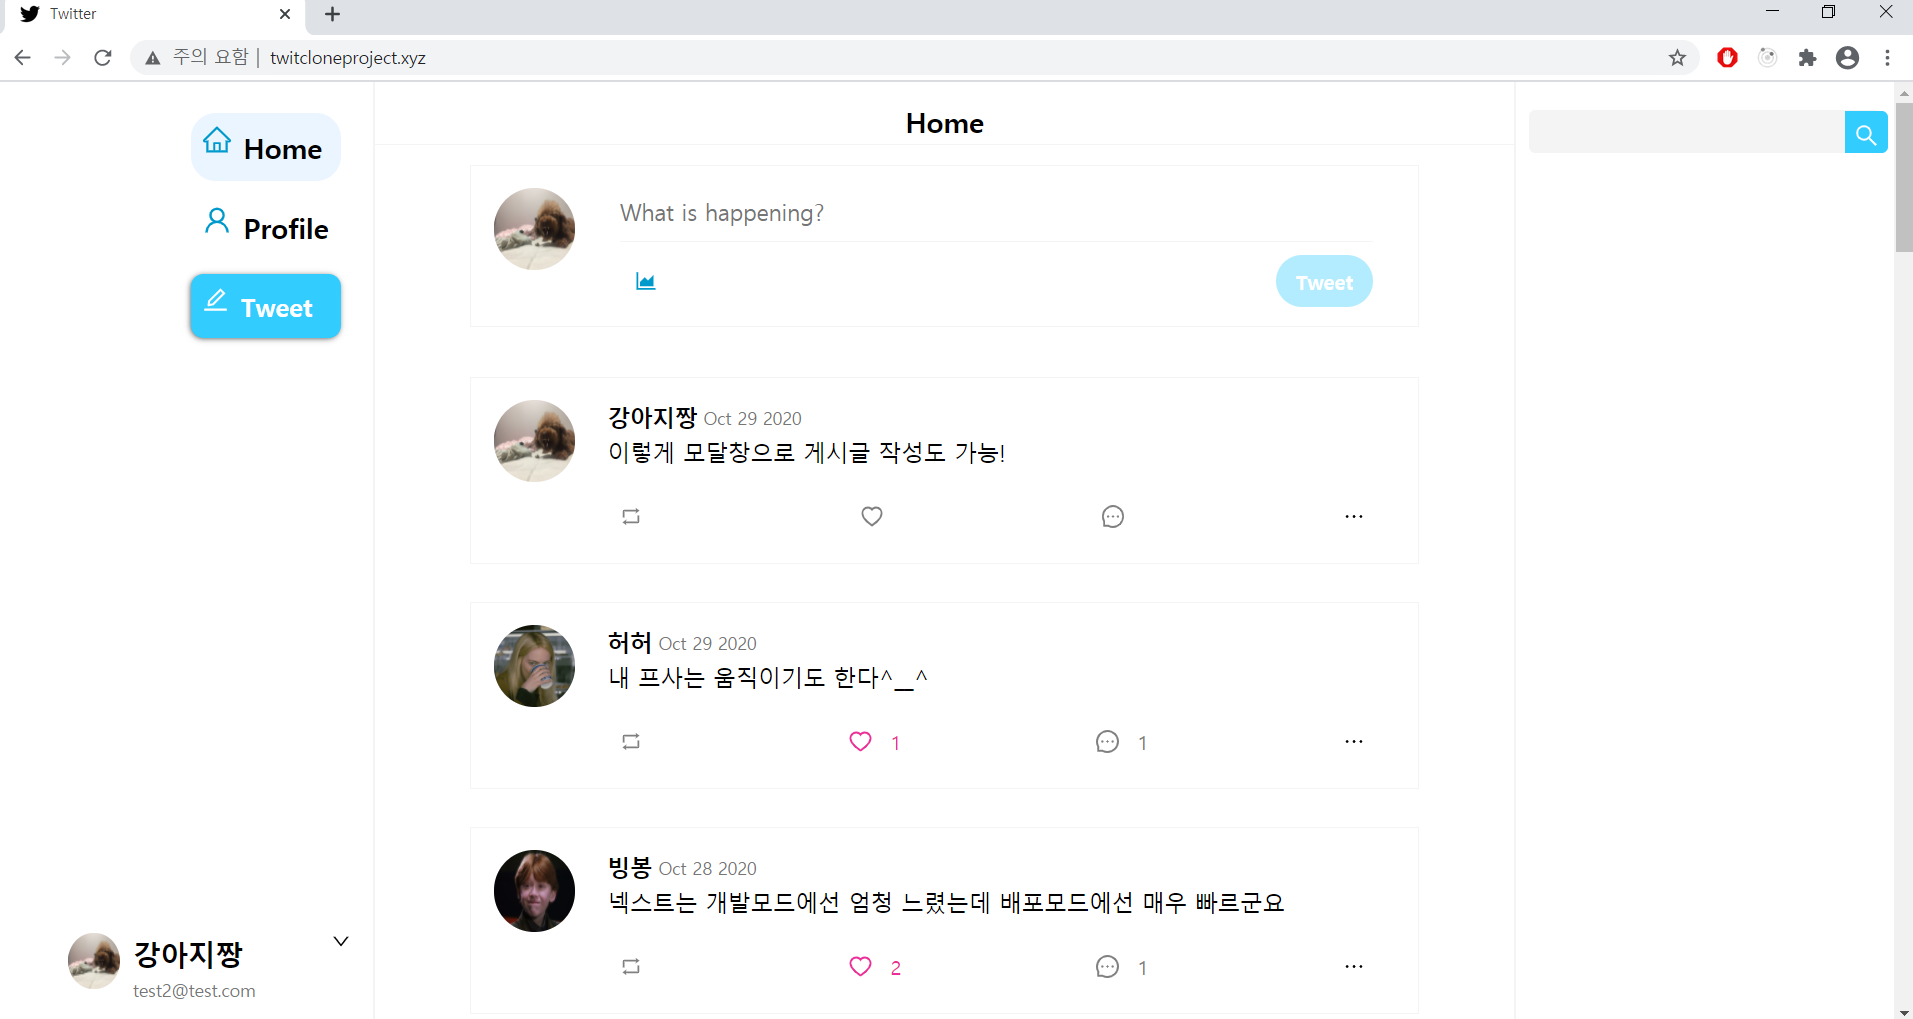 Twitter
주의 요함 | twitcloneproject.xyz
Home
Profile
Tweet
강아지짱
test2@test.com
Home
What is happening?
Tweet
강아지짱 Oct 29 2020
이렇게 모달창으로 게시글 작성도 가능!
허허 Oct 29 2020
내 프사는 움직이기도 한다^__^
1 1
빙봉 Oct 28 2020
넥스트는 개발모드에선 엄청 느렸는데 배포모드에선 매우 빠르군요
2 1